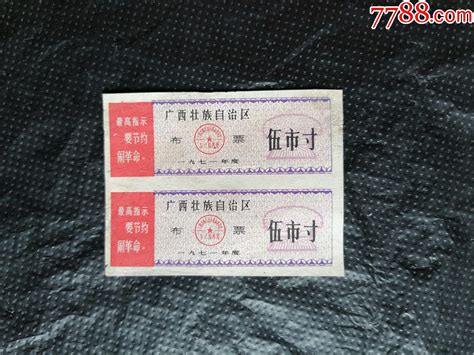 7788.com
最高指示
要节约
闹革命。
广西壮族自治区
布 票
一九七一年度
伍市寸
最高指示
要节约
闹革命。
广西壮族自治区
布 票
一九七一年度
伍市寸